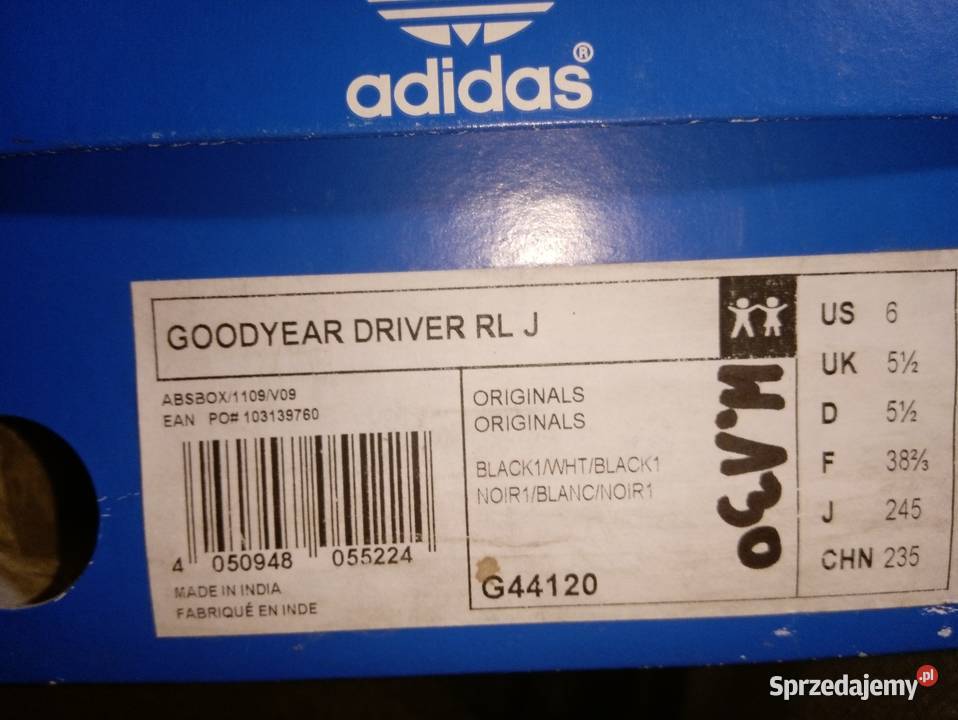 adidas®
GOODYEAR DRIVER RL J
ABSBOX/1109/V09
EAN PO# 103139760
4 050948 055224
MADE IN INDIA
FABRIQUÉ EN INDE
ORIGINALS
ORIGINALS
BLACK1/WHT/BLACK1
NOIR1/BLANC/NOIR1
G44120
US 6
UK 5½
D 5½
F 38⅔
J 245
CHN 235
Sprzedajemy.pl